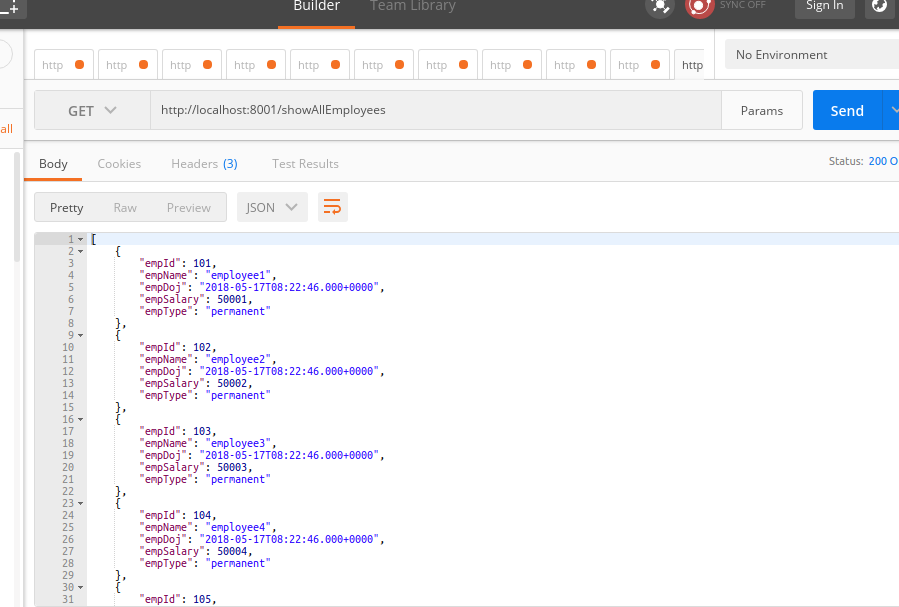 Builder Team Library SYNC OFF Sign In
http http http http http http http http http http http No Environment
GET http://localhost:8001/showAllEmployees Params Send
all
Body Cookies Headers (3) Test Results Status: 200 O
Pretty Raw Preview JSON
1 [
2 {
3 "empId": 101,
4 "empName": "employee1",
5 "empDoj": "2018-05-17T08:22:46.000+0000",
6 "empSalary": 50001,
7 "empType": "permanent"
8 },
9 {
10 "empId": 102,
11 "empName": "employee2",
12 "empDoj": "2018-05-17T08:22:46.000+0000",
13 "empSalary": 50002,
14 "empType": "permanent"
15 },
16 {
17 "empId": 103,
18 "empName": "employee3",
19 "empDoj": "2018-05-17T08:22:46.000+0000",
20 "empSalary": 50003,
21 "empType": "permanent"
22 },
23 {
24 "empId": 104,
25 "empName": "employee4",
26 "empDoj": "2018-05-17T08:22:46.000+0000",
27 "empSalary": 50004,
28 "empType": "permanent"
29 },
30 {
31 "empId": 105,